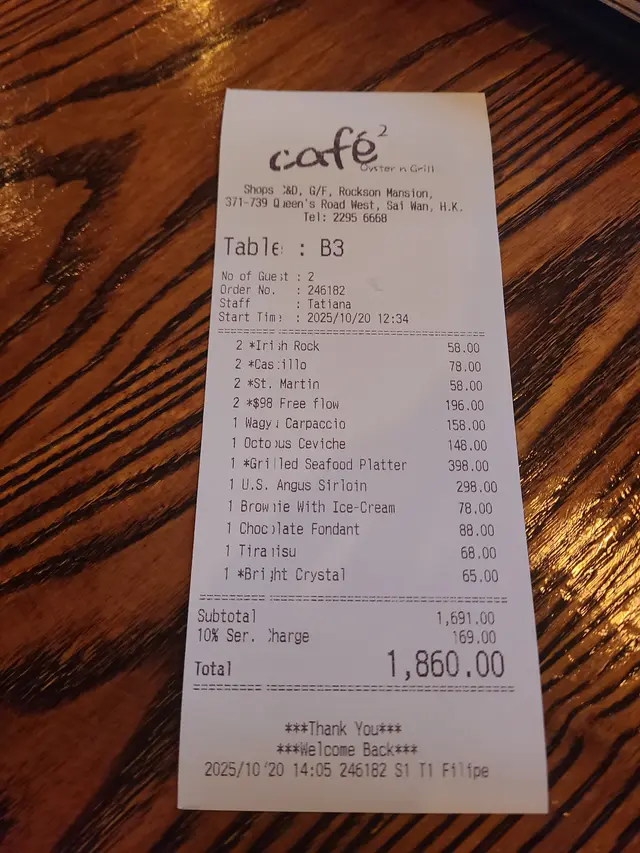 café²
Oyster n Grill
Shops C&D, G/F, Rockson Mansion,
371-739 Queen's Road West, Sai Wan, H.K.
Tel: 2295 6668
Table : B3
No of Guest : 2
Order No. : 246182
Staff : Tatiana
Start Time : 2025/10/20 12:34
2 *Irish Rock 58.00
2 *Castillo 78.00
2 *St. Martin 58.00
2 *$98 Free flow 196.00
1 Wagyu Carpaccio 158.00
1 Octopus Ceviche 148.00
1 *Grilled Seafood Platter 398.00
1 U.S. Angus Sirloin 298.00
1 Brownie With Ice-Cream 78.00
1 Chocolate Fondant 88.00
1 Tiramisu 68.00
1 *Bright Crystal 65.00
Subtotal 1,691.00
10% Ser. Charge 169.00
Total 1,860.00
***Thank You***
***Welcome Back***
2025/10/20 14:05 246182 S1 T1 Filipe